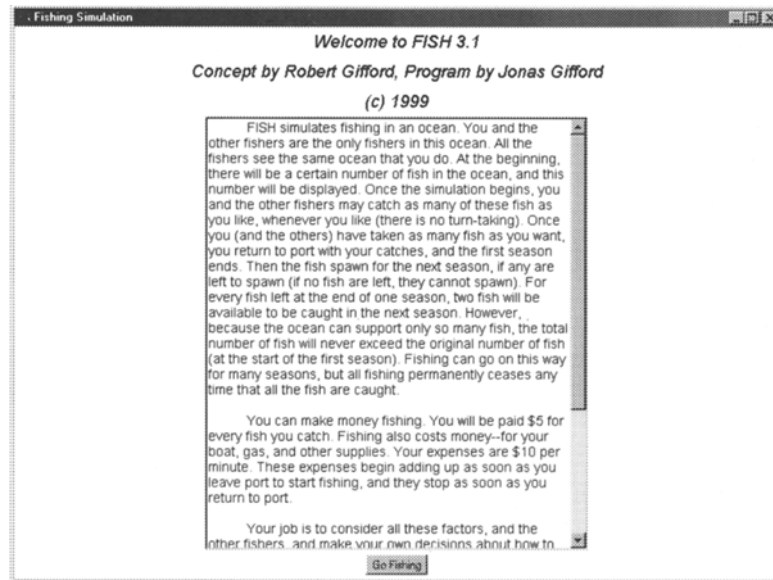 Fishing Simulation
Welcome to FISH 3.1
Concept by Robert Gifford, Program by Jonas Gifford
(c) 1999
FISH simulates fishing in an ocean. You and the
other fishers are the only fishers in this ocean. All the
fishers see the same ocean that you do. At the beginning,
there will be a certain number of fish in the ocean, and this
number will be displayed. Once the simulation begins, you
and the other fishers may catch as many of these fish as
you like, whenever you like (there is no turn-taking). Once
you (and the others) have taken as many fish as you want,
you return to port with your catches, and the first season
ends. Then the fish spawn for the next season, if any are
left to spawn (if no fish are left, they cannot spawn). For
every fish left at the end of one season, two fish will be
available to be caught in the next season. However,
because the ocean can support only so many fish, the total
number of fish will never exceed the original number of fish
(at the start of the first season). Fishing can go on this way
for many seasons, but all fishing permanently ceases any
time that all the fish are caught.
You can make money fishing. You will be paid $5 for
every fish you catch. Fishing also costs money--for your
boat, gas, and other supplies. Your expenses are $10 per
minute. These expenses begin adding up as soon as you
leave port to start fishing, and they stop as soon as you
return to port.
Your job is to consider all these factors, and the
other fishers, and make your own decisions about how to
Go Fishing